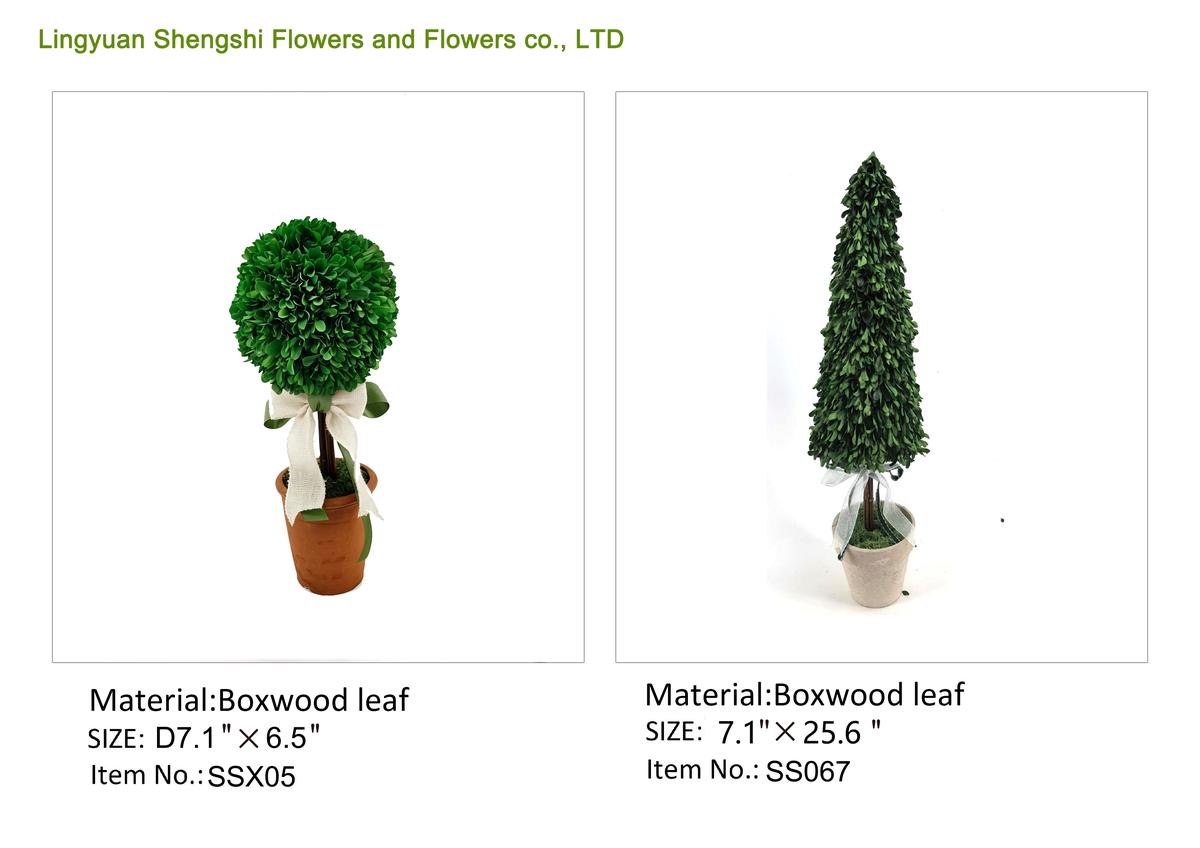 Lingyuan Shengshi Flowers and Flowers co., LTD
Material:Boxwood leaf
SIZE: D7.1"×6.5"
Item No.:SSX05
Material:Boxwood leaf
SIZE: 7.1"×25.6 "
Item No.: SS067